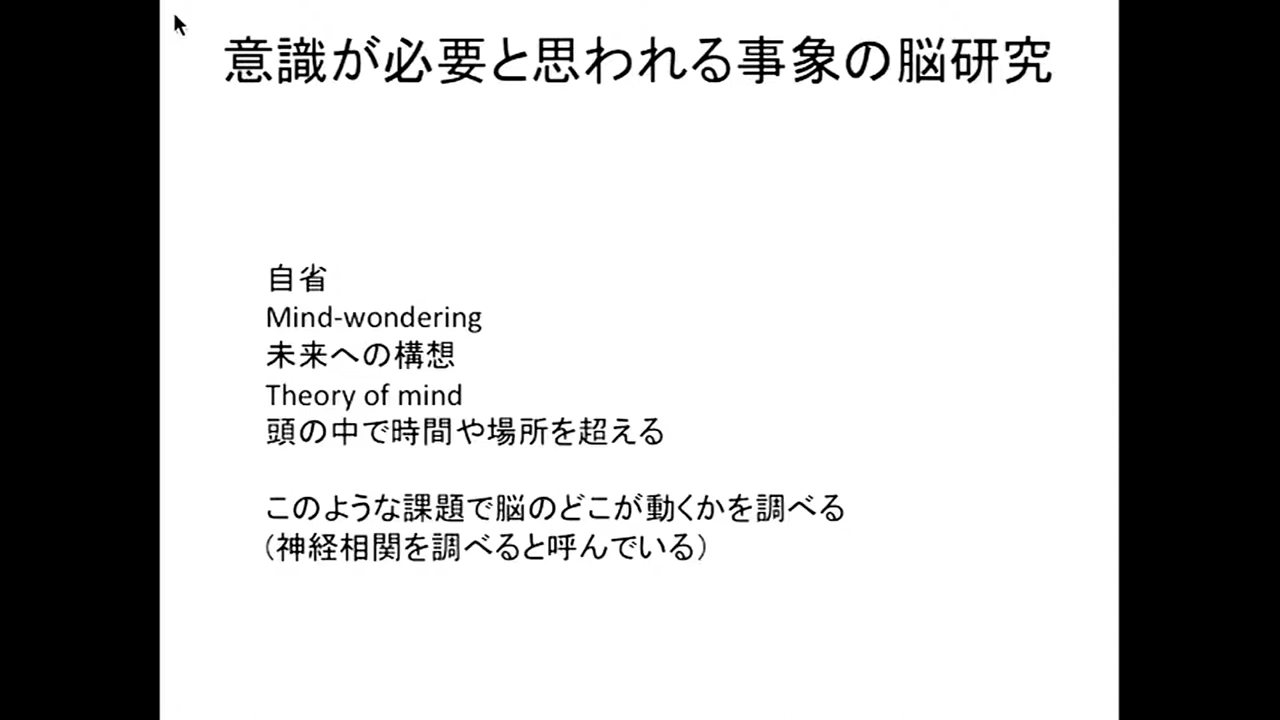 意識が必要と思われる事象の脳研究
自省
Mind-wondering
未来への構想
Theory of mind
頭の中で時間や場所を超える
このような課題で脳のどこが動くかを調べる
(神経相関を調べると呼んでいる)